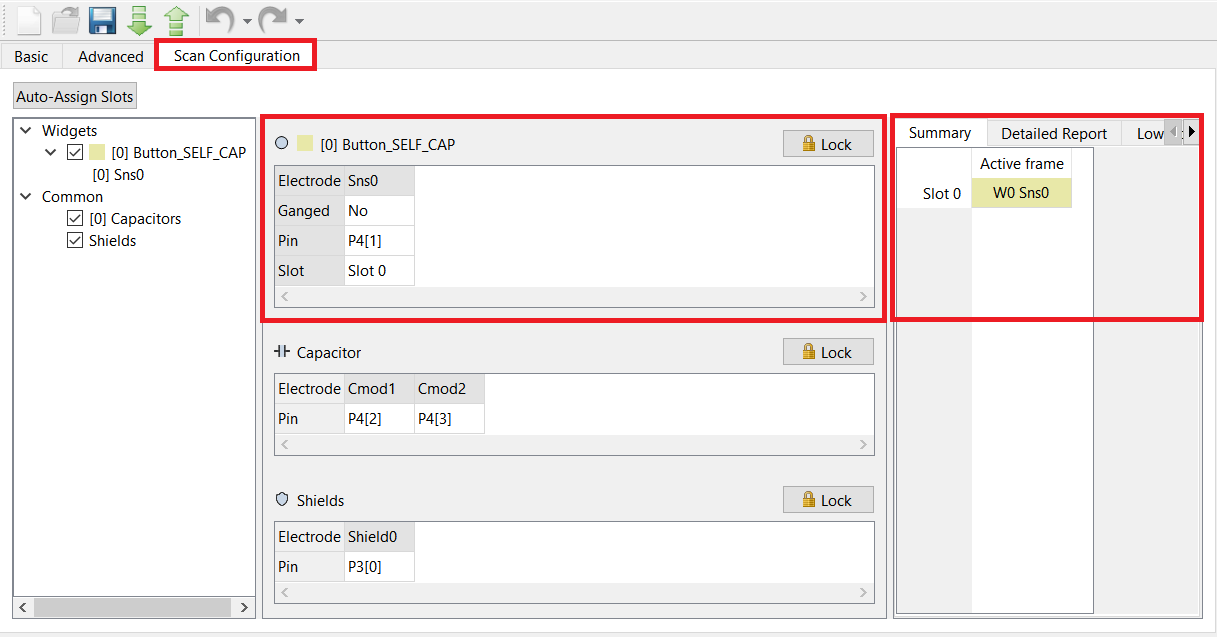 Basic Advanced Scan Configuration
Auto-Assign Slots
Widgets
[0] Button_SELF_CAP
[0] Sns0
Common
[0] Capacitors
Shields
[0] Button_SELF_CAP Lock
Electrode Sns0
Ganged No
Pin P4[1]
Slot Slot 0
Capacitor Lock
Electrode Cmod1 Cmod2
Pin P4[2] P4[3]
Shields Lock
Electrode Shield0
Pin P3[0]
Summary Detailed Report Low
Active frame
Slot 0 W0 Sns0